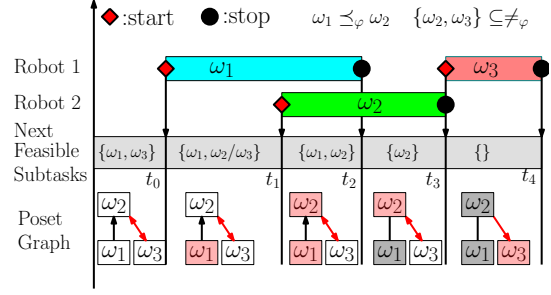 :start :stop ω₁ ⪯φ ω₂ {ω₂, ω₃} ⊆≠φ
Robot 1 ω₁ ω₃
Robot 2 ω₂
Next
Feasible {ω₁, ω₃} {ω₁, ω₂/ω₃} {ω₁, ω₂} {ω₂} {}
Subtasks t₀ t₁ t₂ t₃ t₄
Poset ω₂ ω₂ ω₂ ω₂ ω₂
Graph ω₁ ω₃ ω₁ ω₃ ω₁ ω₃ ω₁ ω₃ ω₁ ω₃